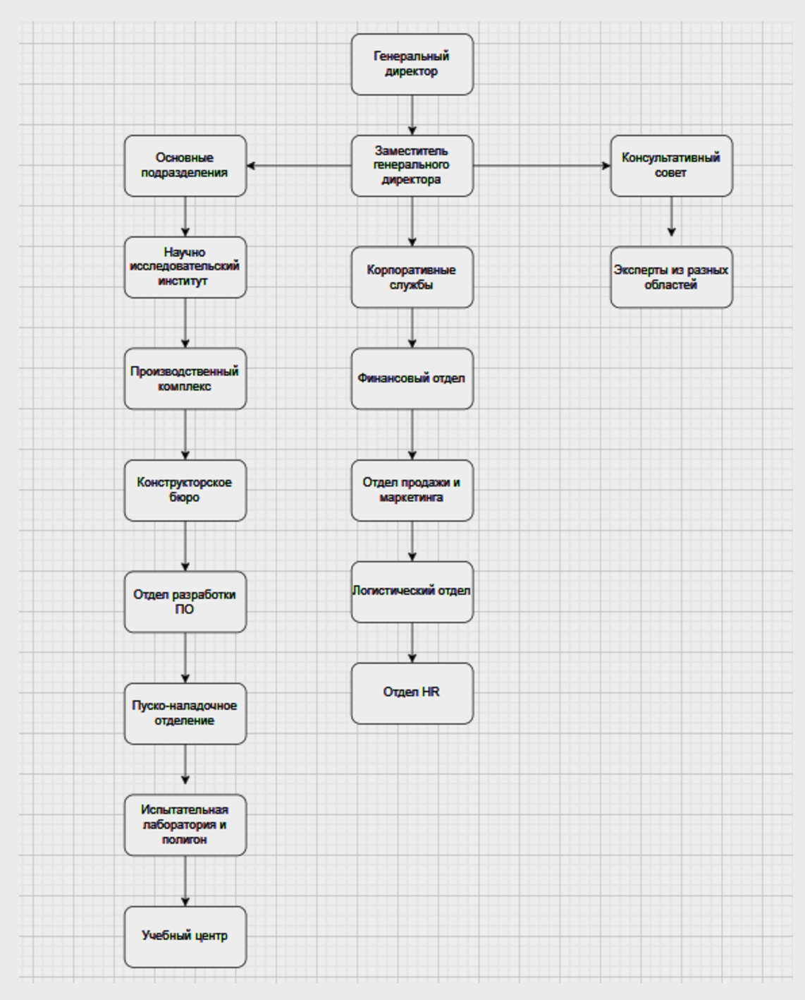 Генеральный
директор
Основные
подразделения
Заместитель
генерального
директора
Консультативный
совет
Научно
исследовательский
институт
Корпоративные
службы
Эксперты из разных
областей
Производственный
комплекс
Финансовый отдел
Конструкторское
бюро
Отдел продажи и
маркетинга
Отдел разработки
ПО
Логистический отдел
Пуско-наладочное
отделение
Отдел HR
Испытательная
лаборатория и
полигон
Учебный центр